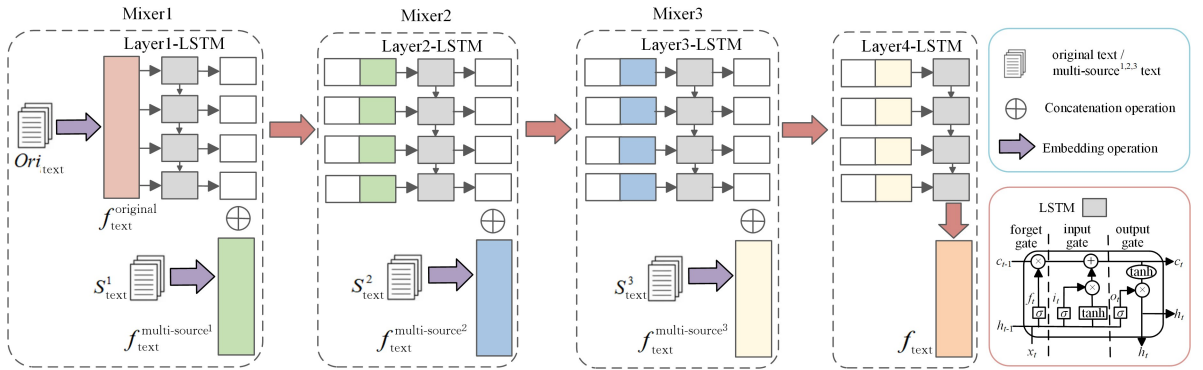 Mixer1
Mixer2
Mixer3
Layer1-LSTM
Layer2-LSTM
Layer3-LSTM
Layer4-LSTM
Ori text
f original text
S 1 text
f multi-source¹ text
S 2 text
f multi-source² text
S 3 text
f multi-source³ text
f text
original text /
multi-source¹,²,³ text
Concatenation operation
Embedding operation
LSTM
forget gate
input gate
output gate
c t-1
c t
tanh
f t
i t
o t
σ
σ
tanh
σ
h t-1
h t
x t
h t